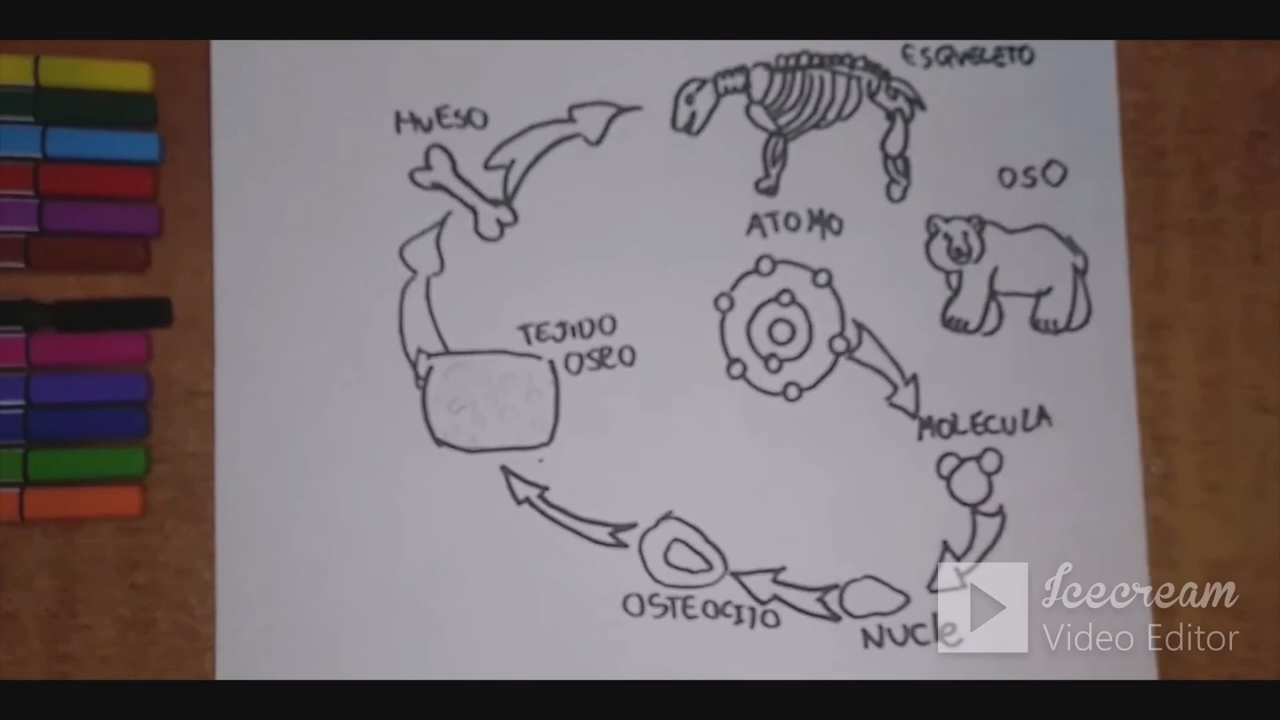 ESQUELETO
HUESO
OSO
ATOMO
TEJIDO
OSEO
MOLECULA
OSTEOCITO
NUCle
Icecream
Video Editor